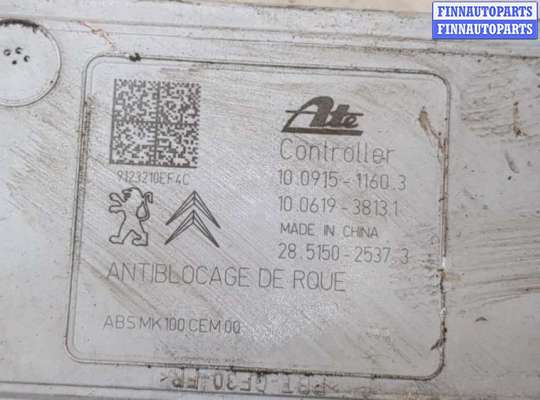 FINNAUTOPARTS
FINNAUTOPARTS
Ate
Controller
9123210EF4C
10.0915-1160.3
10.0619-3813.1
MADE IN CHINA
28.5150-2537.3
ANTIBLOCAGE DE ROUE
ABS MK100 CEM 00